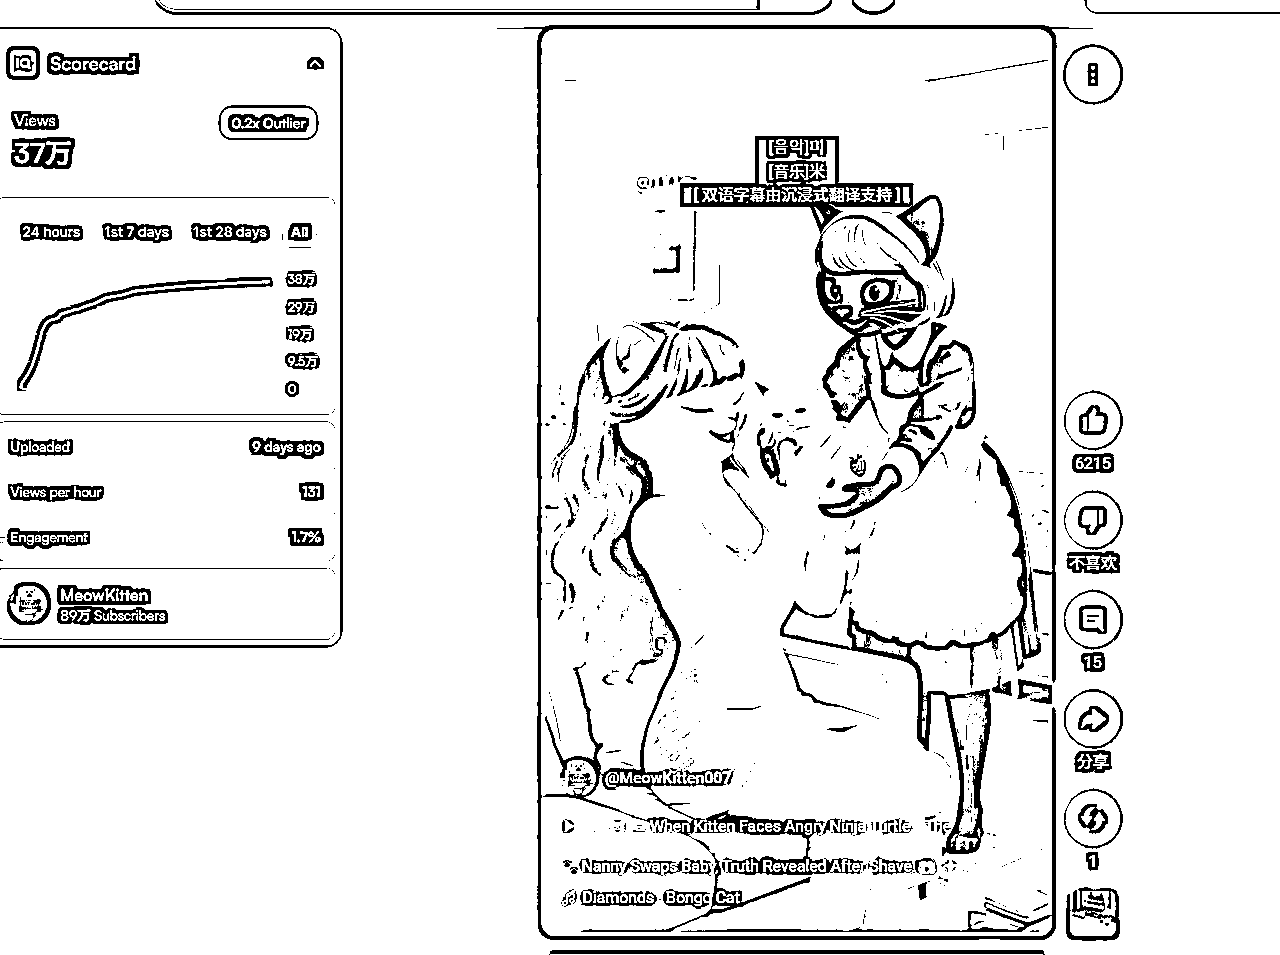 Scorecard
Views
0.2x Outlier
37万
24 hours 1st 7 days 1st 28 days All
38万
29万
19万
9.5万
0
Uploaded 9 days ago
Views per hour 131
Engagement 1.7%
MeowKitten
89万 Subscribers
[음악]미
[音乐]米
[ 双语字幕由沉浸式翻译支持 ]
@MeowKitten007
When Kitten Faces Angry Ninja Turtle The
Nanny Swaps Baby Truth Revealed After Shave
Diamonds - Bongo Cat
6215
不喜欢
15
分享
1